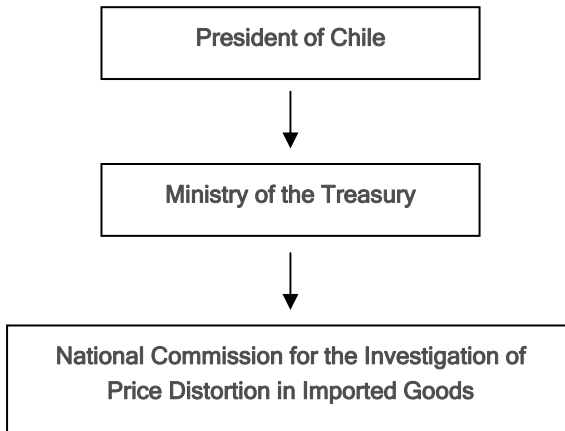 President of Chile
Ministry of the Treasury
National Commission for the Investigation of
Price Distortion in Imported Goods